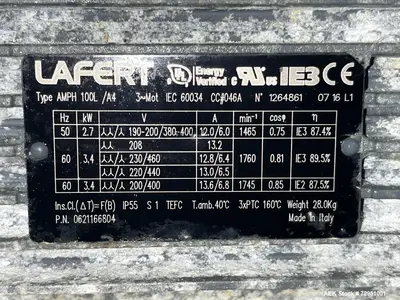 LAFERT UL Energy Verified c RU us IE3 CE
Type AMPH 100L /A4 3~Mot IEC 60034 CC#046A N° 1264861 07 16 L1
Hz kW V A min⁻¹ cosφ η
50 2.7 190-200/380-400 12.0/6.0 1465 0.75 IE3 87.4%
208 13.2
60 3.4 230/460 12.8/6.4 1760 0.81 IE3 89.5%
220/440 13.0/6.5
60 3.4 200/400 13.6/6.8 1745 0.85 IE2 87.5%
Ins.Cl.(ΔT)=F(B) IP55 S1 TEFC T.amb.40°C 3xPTC 160°C Weight 28.0Kg
P.N. 0621166804 Made in Italy